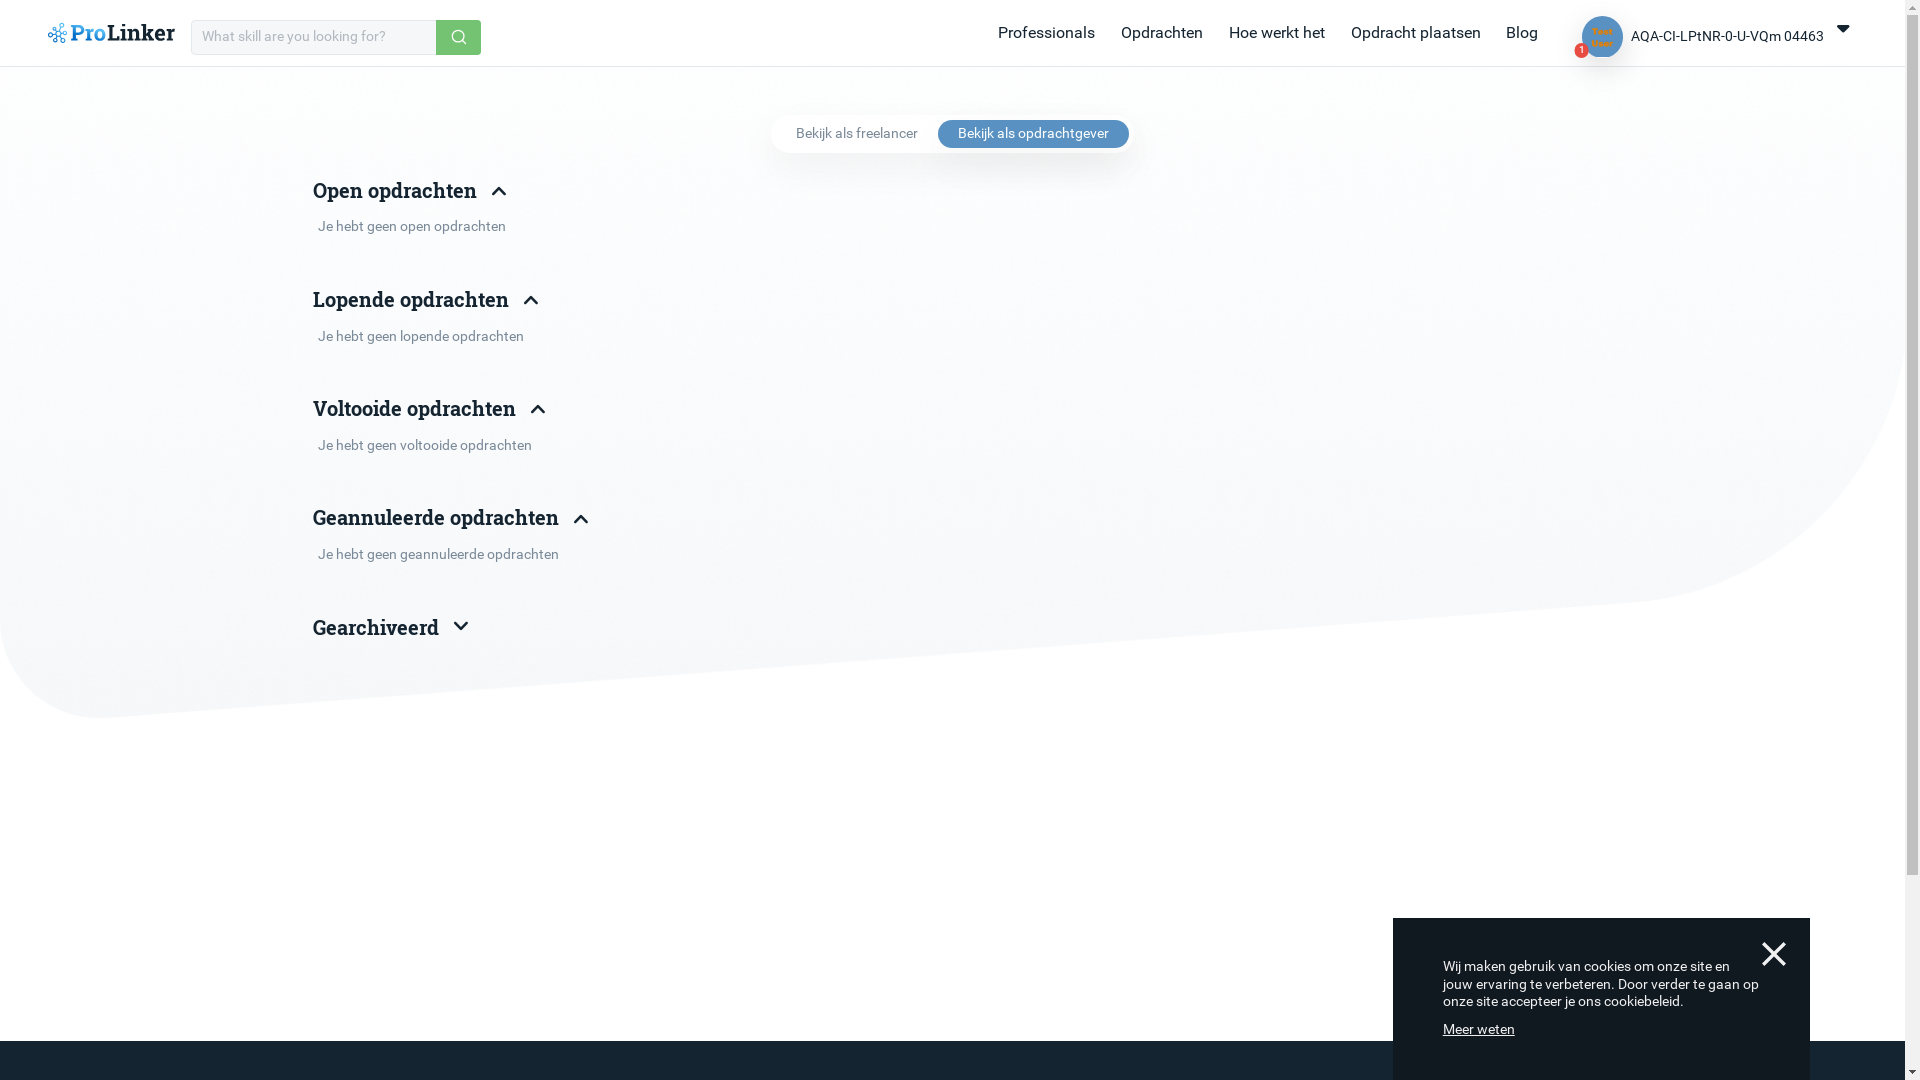 ProLinker
What skill are you looking for?
Professionals
Opdrachten
Hoe werkt het
Opdracht plaatsen
Blog
Test
User
1
AQA-CI-LPtNR-0-U-VQm 04463
Bekijk als freelancer
Bekijk als opdrachtgever
Open opdrachten
Je hebt geen open opdrachten
Lopende opdrachten
Je hebt geen lopende opdrachten
Voltooide opdrachten
Je hebt geen voltooide opdrachten
Geannuleerde opdrachten
Je hebt geen geannuleerde opdrachten
Gearchiveerd
Wij maken gebruik van cookies om onze site en
jouw ervaring te verbeteren. Door verder te gaan op
onze site accepteer je ons cookiebeleid.
Meer weten